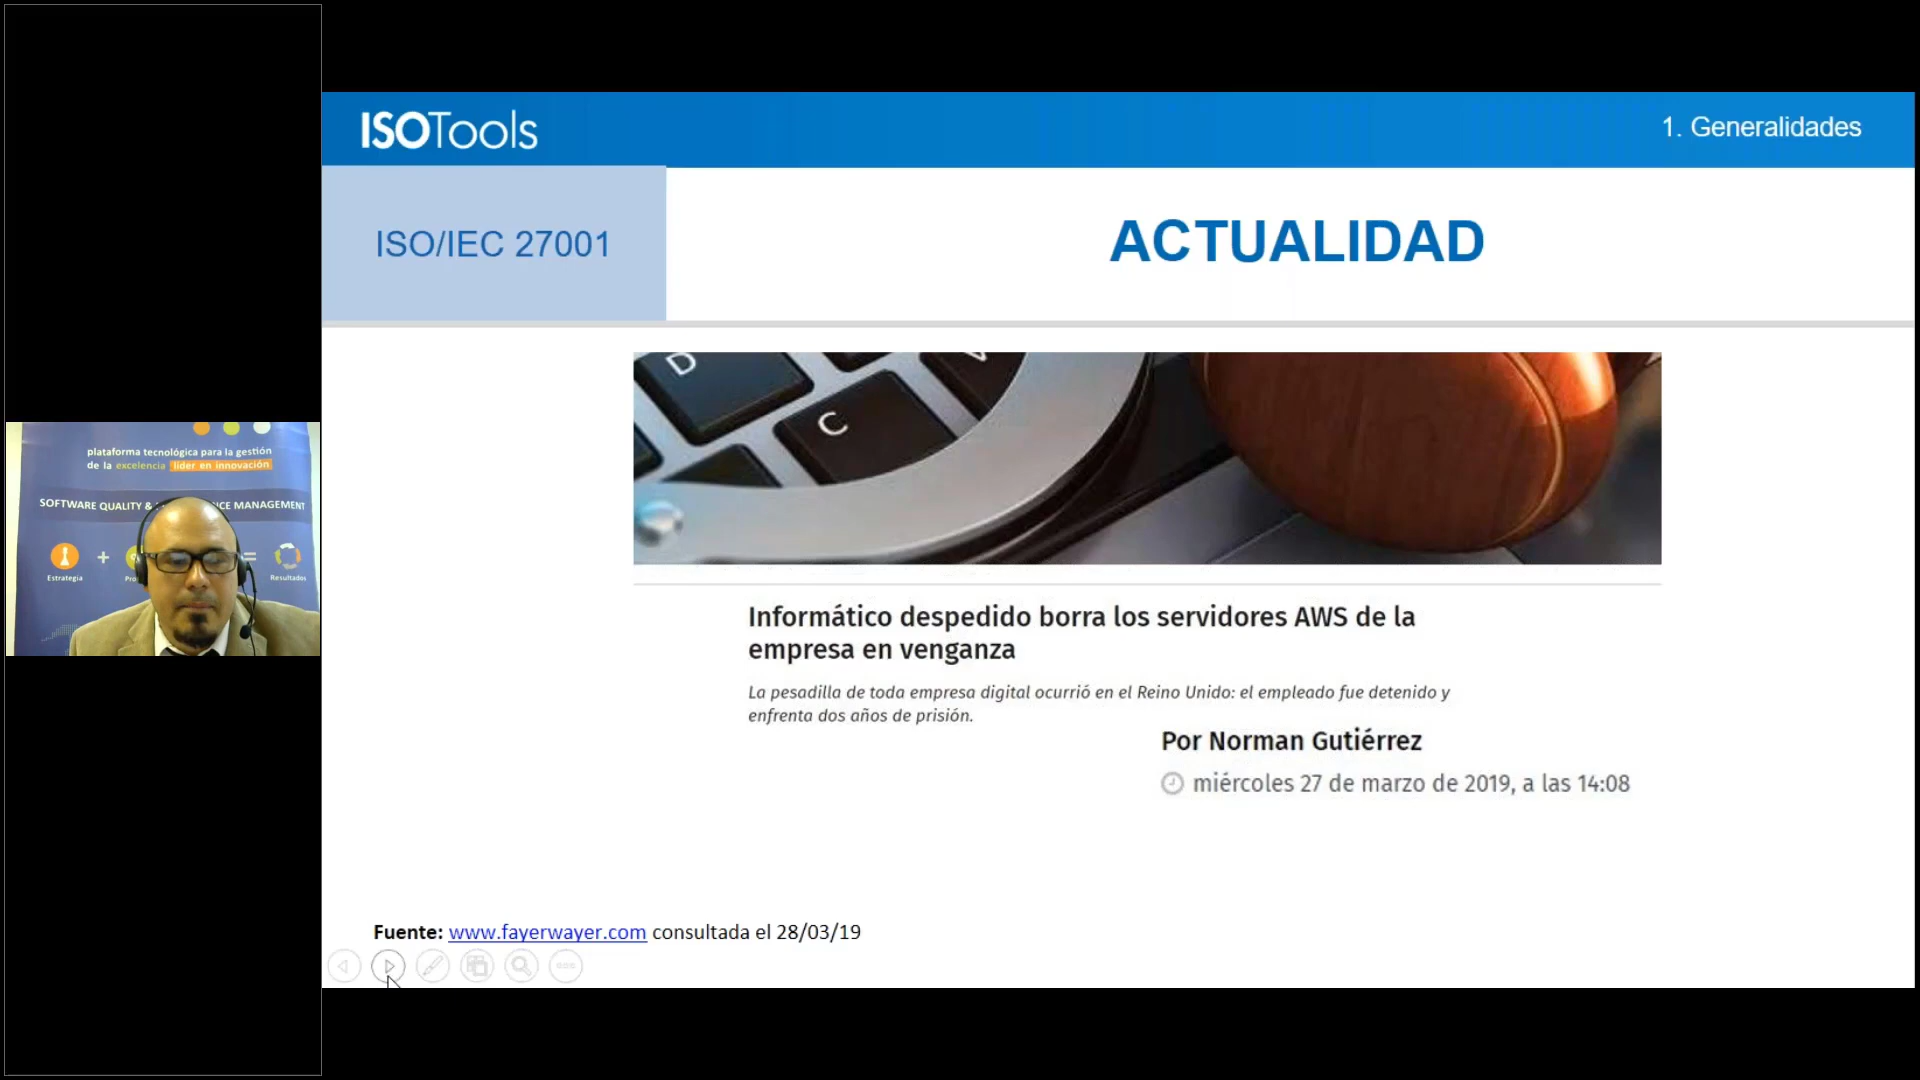 ISOTools
1. Generalidades
ISO/IEC 27001
ACTUALIDAD
D
C
plataforma tecnológica para la gestión
de la excelencia líder en innovación
SOFTWARE QUALITY & MANAGEMENT
+
=
Estrategia
Resultados
Informático despedido borra los servidores AWS de la
empresa en venganza
La pesadilla de toda empresa digital ocurrió en el Reino Unido: el empleado fue detenido y
enfrenta dos años de prisión.
Por Norman Gutiérrez
miércoles 27 de marzo de 2019, a las 14:08
Fuente: www.fayerwayer.com consultada el 28/03/19